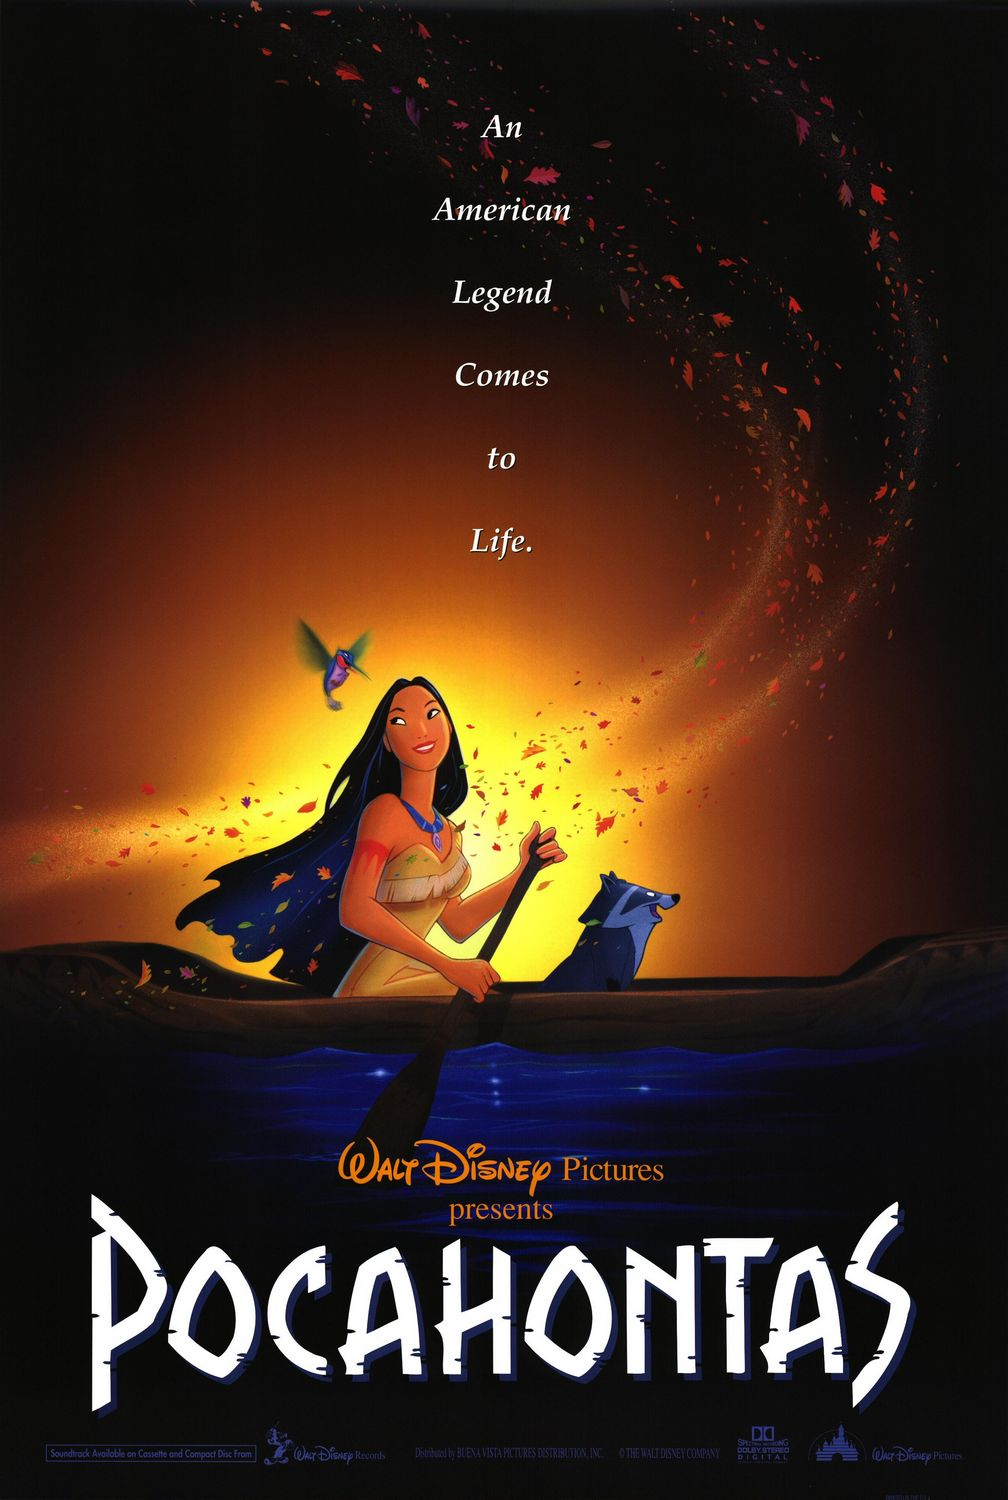 An
American
Legend
Comes
to
Life.
WALT DISNEY Pictures
presents
POCAHONTAS
Soundtrack Available on Cassette and Compact Disc From
WALT DISNEY Records
Distributed by BUENA VISTA PICTURES DISTRIBUTION, INC.
© THE WALT DISNEY COMPANY
DOLBY STEREO
DIGITAL
WALT DISNEY Pictures